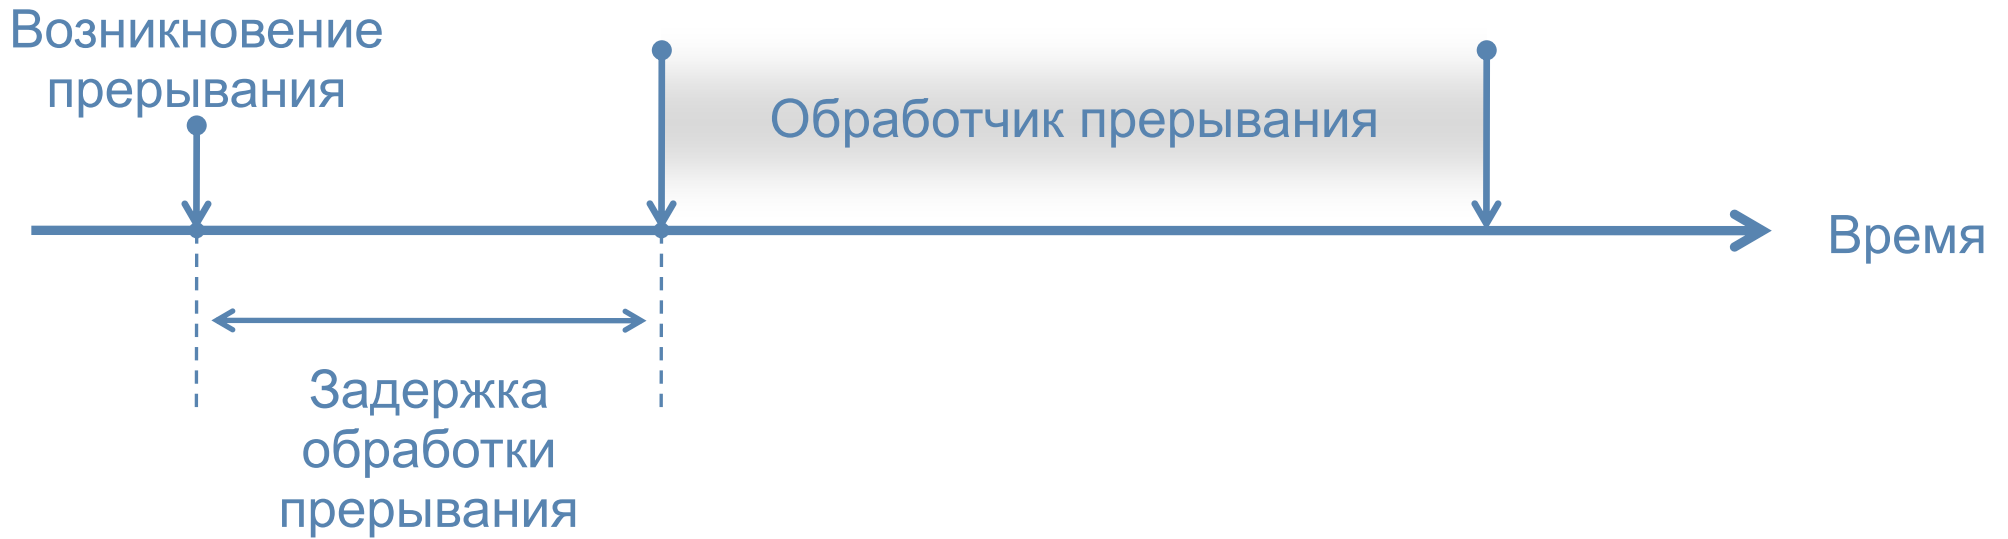 Возникновение
прерывания
Обработчик прерывания
Время
Задержка
обработки
прерывания